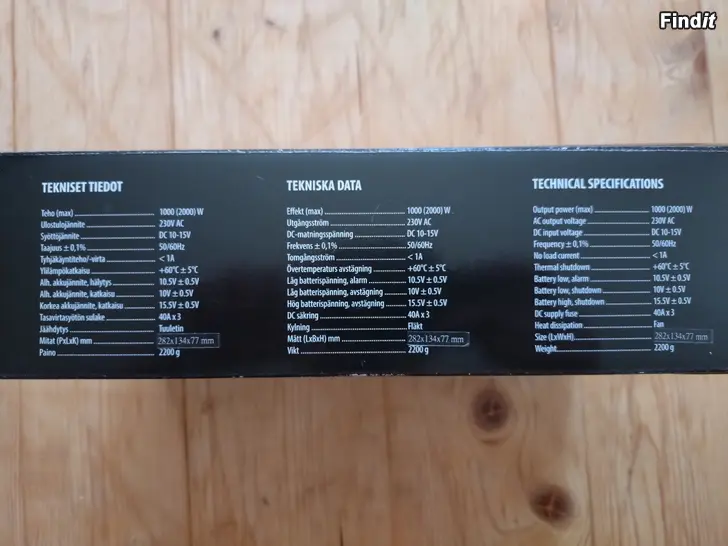 Findit
TEKNISET TIEDOT
Teho (max) 1000 (2000) W
Ulostulojännite 230V AC
Syöttöjännite DC 10-15V
Taajuus ± 0,1% 50/60Hz
Tyhjäkäyntiteho/-virta < 1A
Ylilämpökatkaisu +60°C ± 5°C
Alh. akkujännite, hälytys 10.5V ± 0.5V
Alh. akkujännite, katkaisu 10V ± 0.5V
Korkea akkujännite, katkaisu 15.5V ± 0.5V
Tasavirtasyötön sulake 40A x 3
Jäähdytys Tuuletin
Mitat (PxLxK) mm 282x134x77 mm
Paino 2200 g
TEKNISKA DATA
Effekt (max) 1000 (2000) W
Utgångsström 230V AC
DC-matningsspänning DC 10-15V
Frekvens ± 0,1% 50/60Hz
Tomgångsström < 1A
Övertemperaturs avstägning +60°C ± 5°C
Låg batterispänning, alarm 10.5V ± 0.5V
Låg batterispänning, avstägning 10V ± 0.5V
Hög batterispänning, avstägning 15.5V ± 0.5V
DC säkring 40A x 3
Kylning Fläkt
Mått (LxBxH) mm 282x134x77 mm
Vikt 2200 g
TECHNICAL SPECIFICATIONS
Output power (max) 1000 (2000) W
AC output voltage 230V AC
DC input voltage DC 10-15V
Frequency ± 0,1% 50/60Hz
No load current < 1A
Thermal shutdown +60°C ± 5°C
Battery low, alarm 10.5V ± 0.5V
Battery low, shutdown 10V ± 0.5V
Battery high, shutdown 15.5V ± 0.5V
DC supply fuse 40A x 3
Heat dissipation Fan
Size (LxWxH) 282x134x77 mm
Weight 2200 g